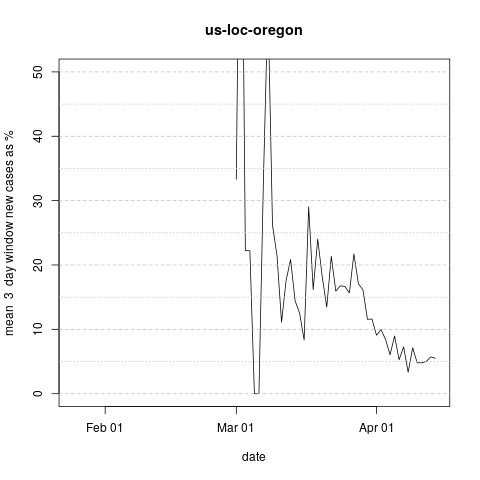 us-loc-oregon
mean  3  day window new cases as %
50
40
30
20
10
0
Feb 01
Mar 01
Apr 01
date